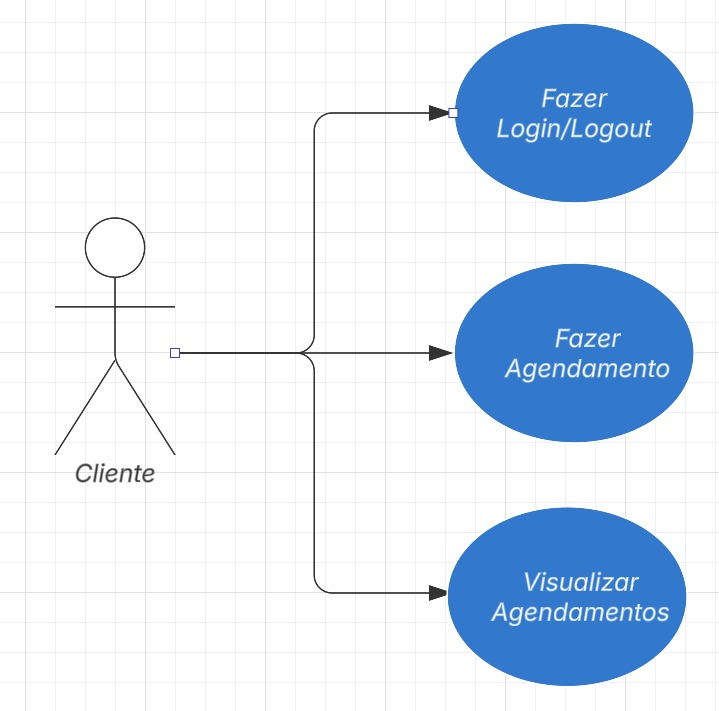 Fazer
Login/Logout
Fazer
Agendamento
Cliente
Visualizar
Agendamentos